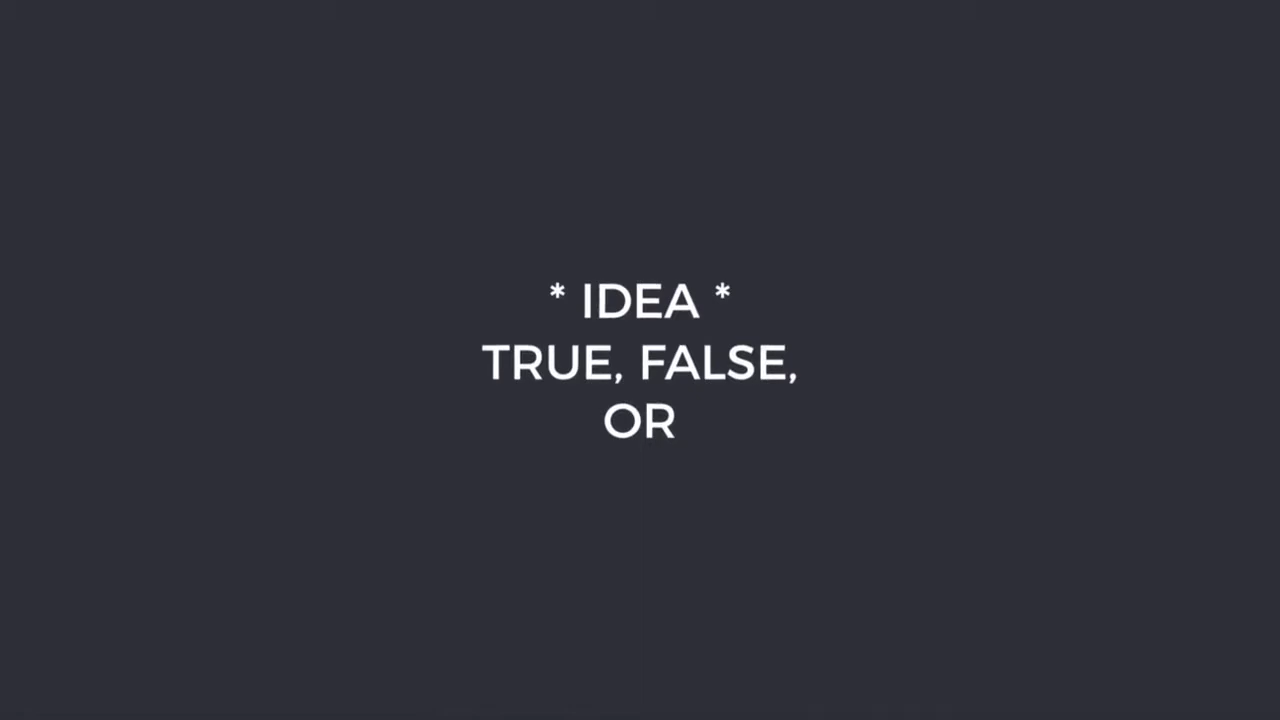 * IDEA *
TRUE, FALSE,
OR